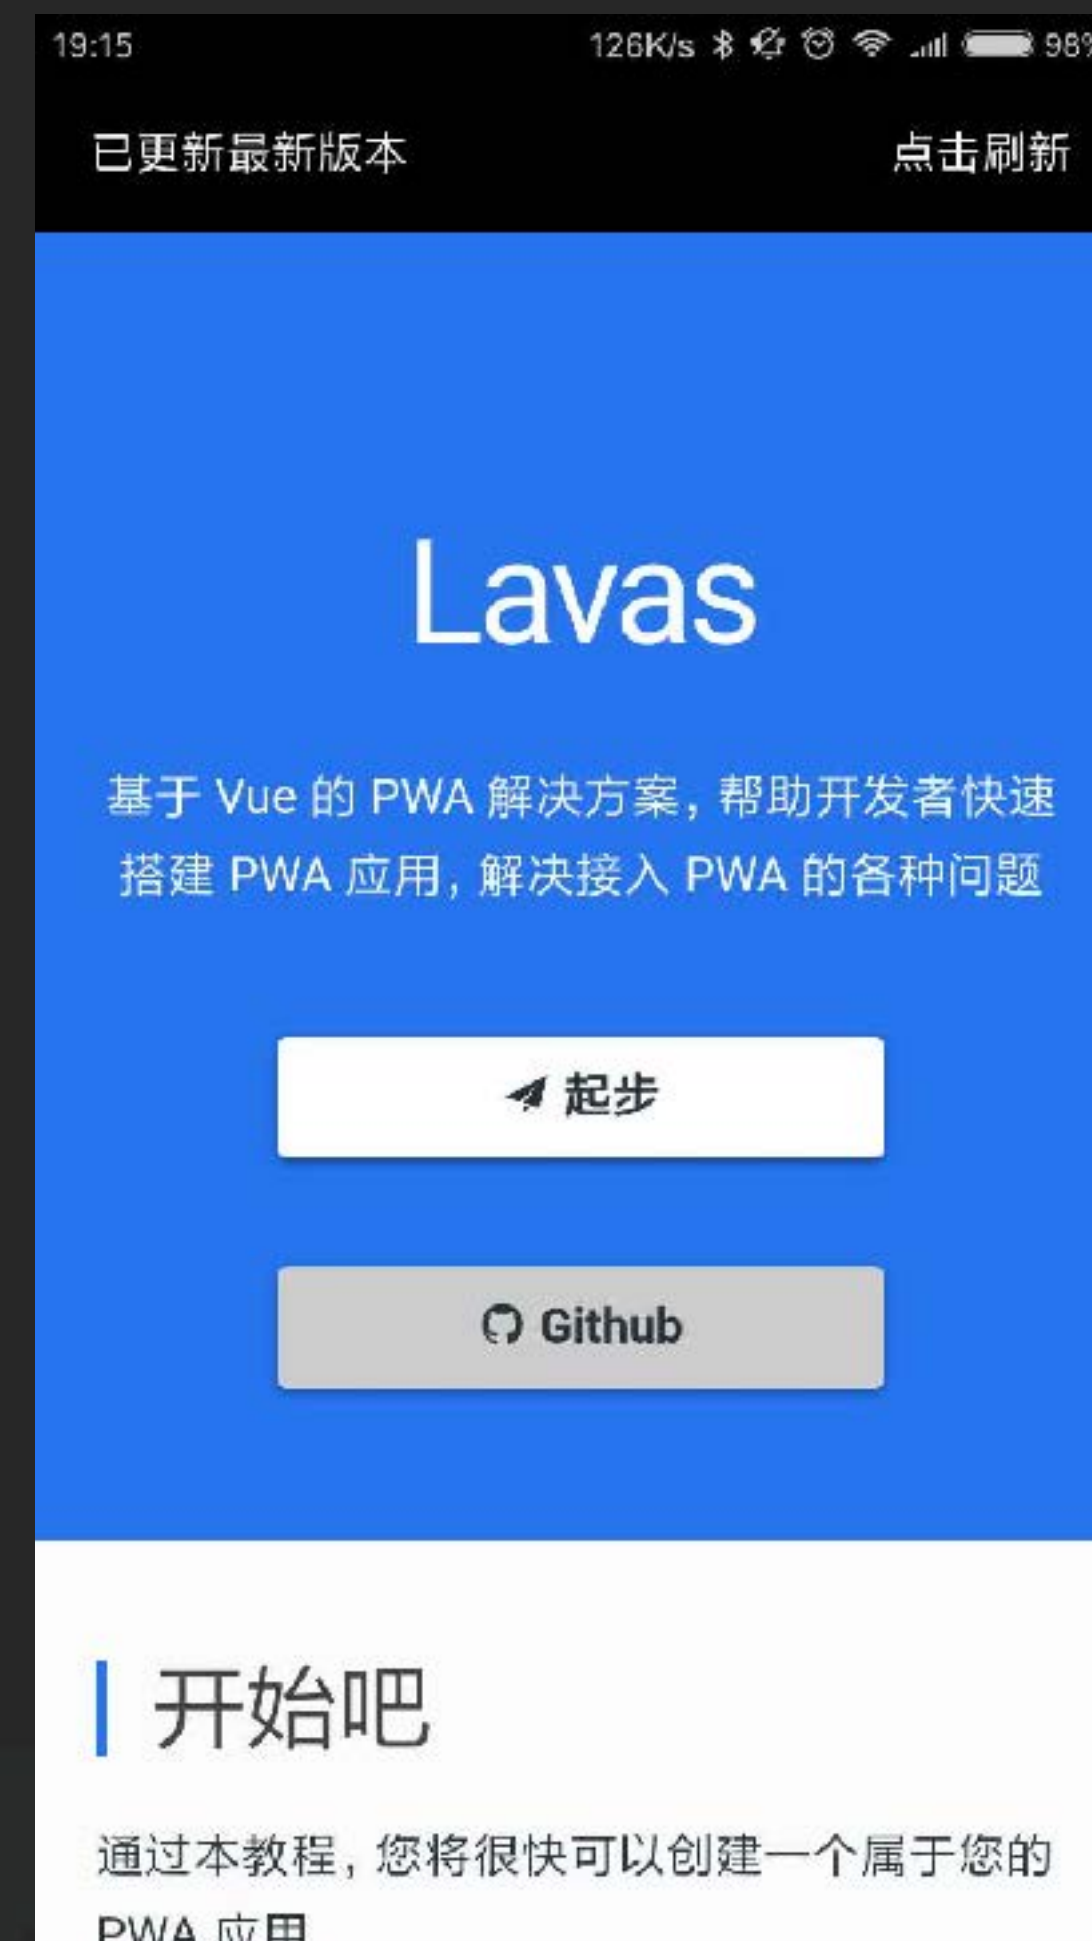 19:15 126K/s 98%
已更新最新版本 点击刷新
Lavas
基于 Vue 的 PWA 解决方案，帮助开发者快速
搭建 PWA 应用，解决接入 PWA 的各种问题
起步
Github
开始吧
通过本教程，您将很快可以创建一个属于您的
PWA 应用